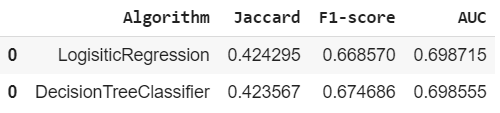 Algorithm Jaccard F1-score AUC
0 LogisiticRegression 0.424295 0.668570 0.698715
0 DecisionTreeClassifier 0.423567 0.674686 0.698555